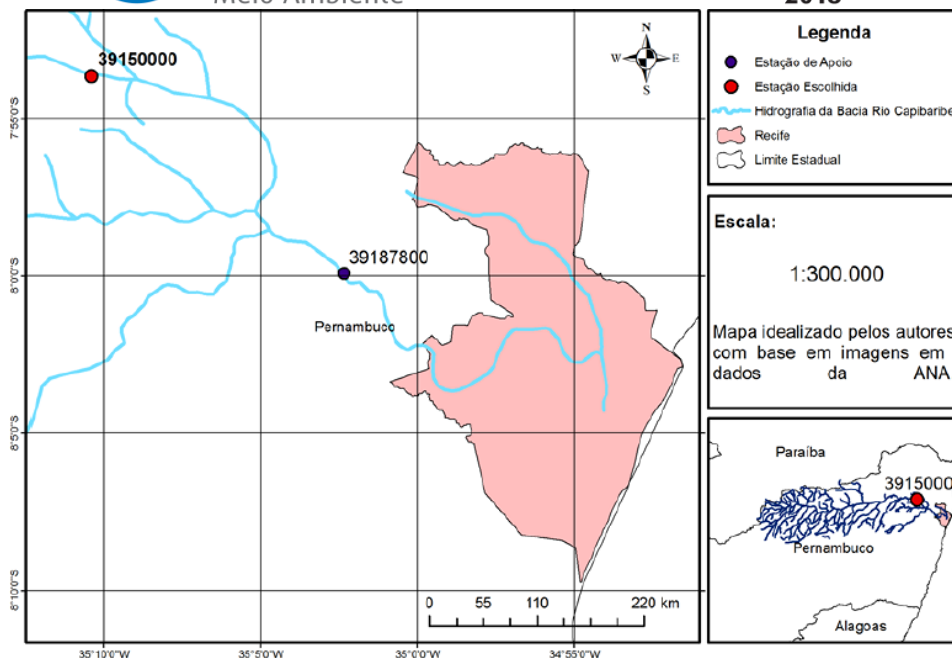 Meio Ambiente
2018
39150000
N
W E
S
39187800
Pernambuco
0 55 110 220 km
7°55'0"S
8°0'0"S
8°5'0"S
8°10'0"S
35°10'0"W
35°5'0"W
35°0'0"W
34°55'0"W
Legenda
Estação de Apoio
Estação Escolhida
Hidrografia da Bacia Rio Capibaribe
Recife
Limite Estadual
Escala:
1:300.000
Mapa idealizado pelos autores
com base em imagens em
dados da ANA
Paraíba
3915000
Pernambuco
Alagoas